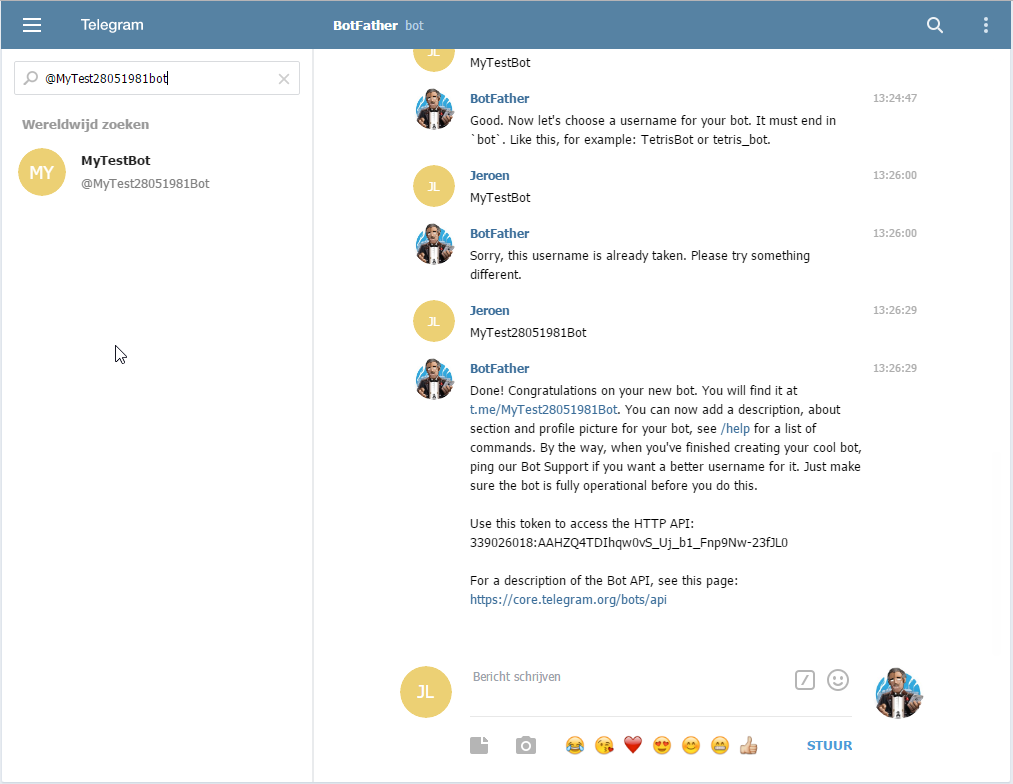 Telegram
BotFather bot
@MyTest28051981bot
Wereldwijd zoeken
MY
MyTestBot
@MyTest28051981Bot
JL
MyTestBot
BotFather 13:24:47
Good. Now let's choose a username for your bot. It must end in
`bot`. Like this, for example: TetrisBot or tetris_bot.
JL
Jeroen 13:26:00
MyTestBot
BotFather 13:26:00
Sorry, this username is already taken. Please try something
different.
JL
Jeroen 13:26:29
MyTest28051981Bot
BotFather 13:26:29
Done! Congratulations on your new bot. You will find it at
t.me/MyTest28051981Bot. You can now add a description, about
section and profile picture for your bot, see /help for a list of
commands. By the way, when you've finished creating your cool bot,
ping our Bot Support if you want a better username for it. Just make
sure the bot is fully operational before you do this.
Use this token to access the HTTP API:
339026018:AAHZQ4TDIhqw0vS_Uj_b1_Fnp9Nw-23fJL0
For a description of the Bot API, see this page:
https://core.telegram.org/bots/api
JL
Bericht schrijven
STUUR